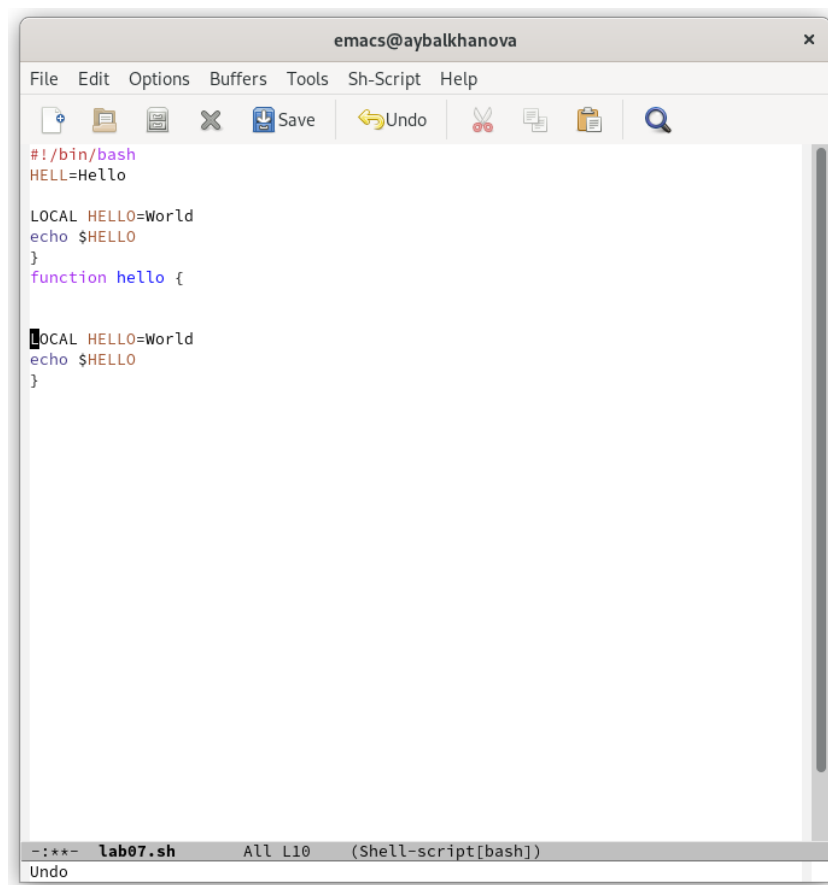 emacs@aybalkhanova ×
File Edit Options Buffers Tools Sh-Script Help
Save Undo
#!/bin/bash
HELL=Hello
LOCAL HELLO=World
echo $HELLO
}
function hello {
LOCAL HELLO=World
echo $HELLO
}
-:**- lab07.sh All L10 (Shell-script[bash])
Undo